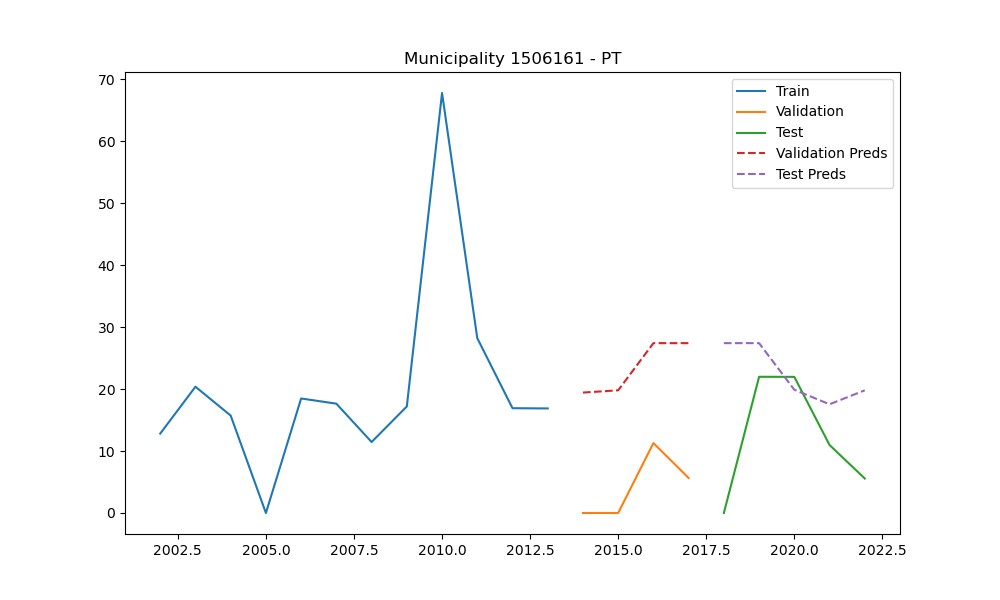 Municipality 1506161 - PT
70
60
50
40
30
20
10
0
Train
Validation
Test
Validation Preds
Test Preds
2002.5 2005.0 2007.5 2010.0 2012.5 2015.0 2017.5 2020.0 2022.5